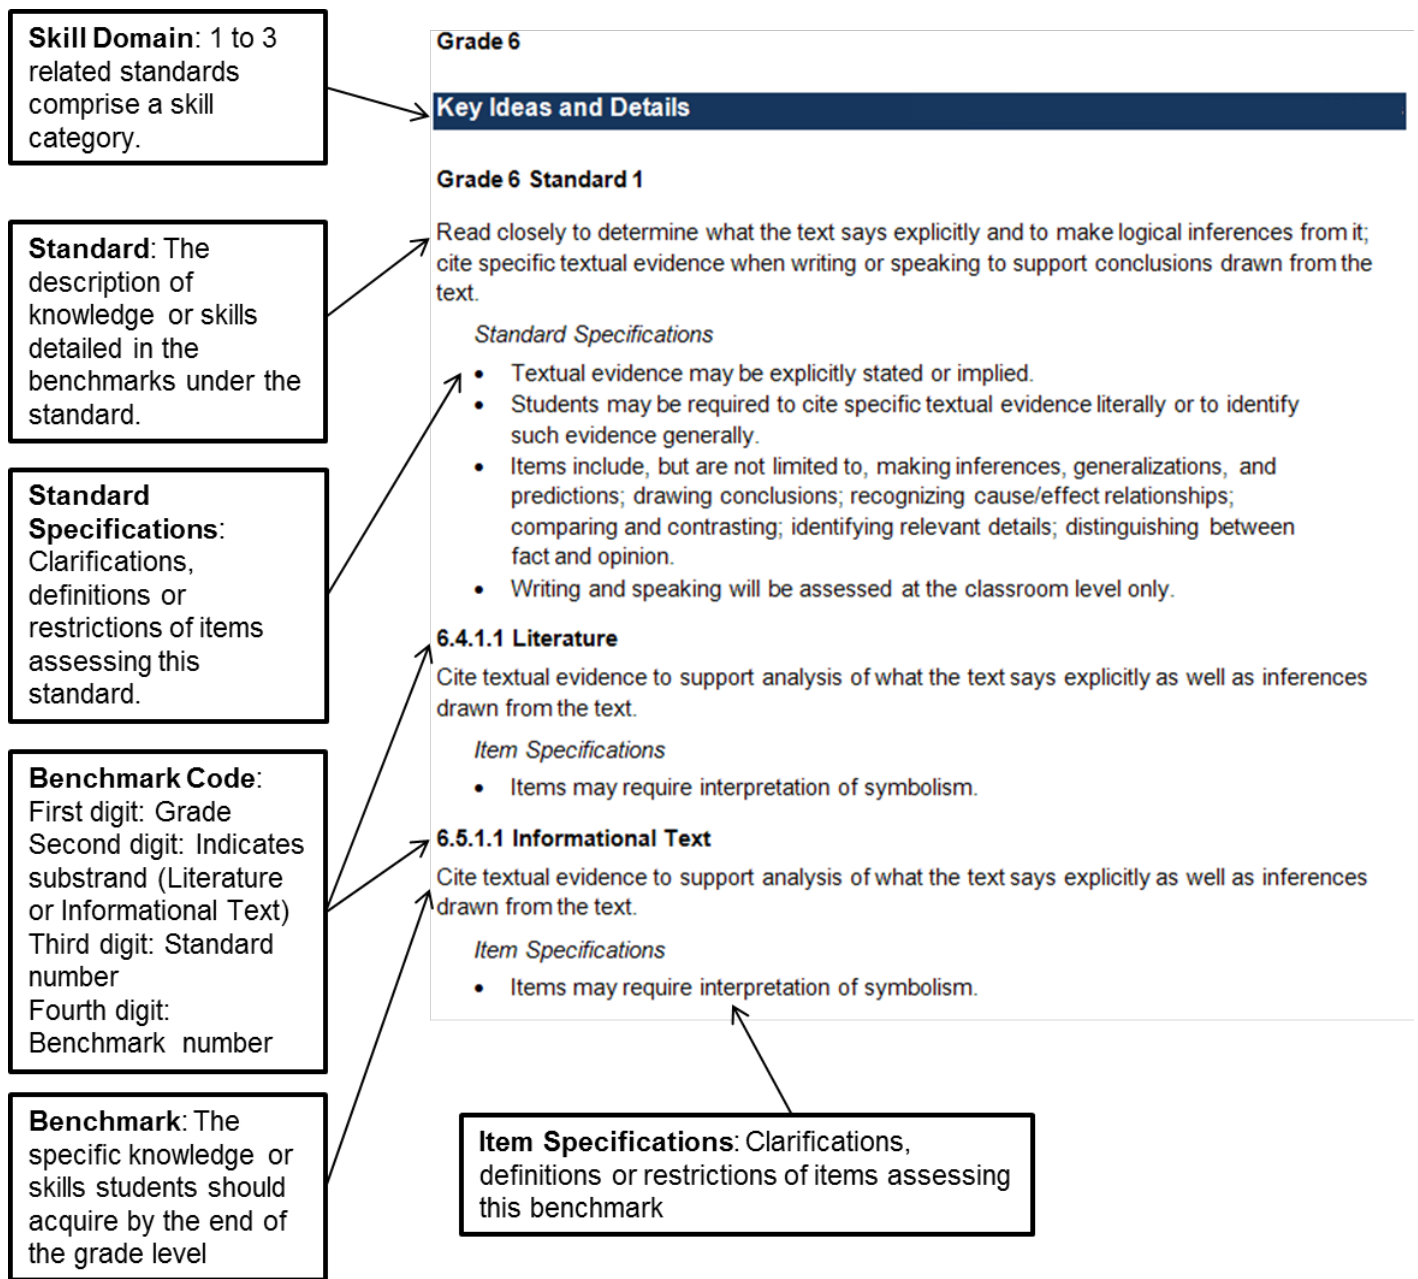 Skill Domain: 1 to 3
related standards
comprise a skill
category.
Standard: The
description of
knowledge or skills
detailed in the
benchmarks under the
standard.
Standard
Specifications:
Clarifications,
definitions or
restrictions of items
assessing this
standard.
Benchmark Code:
First digit: Grade
Second digit: Indicates
substrand (Literature
or Informational Text)
Third digit: Standard
number
Fourth digit:
Benchmark number
Benchmark: The
specific knowledge or
skills students should
acquire by the end of
the grade level
Grade 6
Key Ideas and Details
Grade 6 Standard 1
Read closely to determine what the text says explicitly and to make logical inferences from it;
cite specific textual evidence when writing or speaking to support conclusions drawn from the
text.
Standard Specifications
• Textual evidence may be explicitly stated or implied.
• Students may be required to cite specific textual evidence literally or to identify
such evidence generally.
• Items include, but are not limited to, making inferences, generalizations, and
predictions; drawing conclusions; recognizing cause/effect relationships;
comparing and contrasting; identifying relevant details; distinguishing between
fact and opinion.
• Writing and speaking will be assessed at the classroom level only.
6.4.1.1 Literature
Cite textual evidence to support analysis of what the text says explicitly as well as inferences
drawn from the text.
Item Specifications
• Items may require interpretation of symbolism.
6.5.1.1 Informational Text
Cite textual evidence to support analysis of what the text says explicitly as well as inferences
drawn from the text.
Item Specifications
• Items may require interpretation of symbolism.
Item Specifications: Clarifications,
definitions or restrictions of items assessing
this benchmark